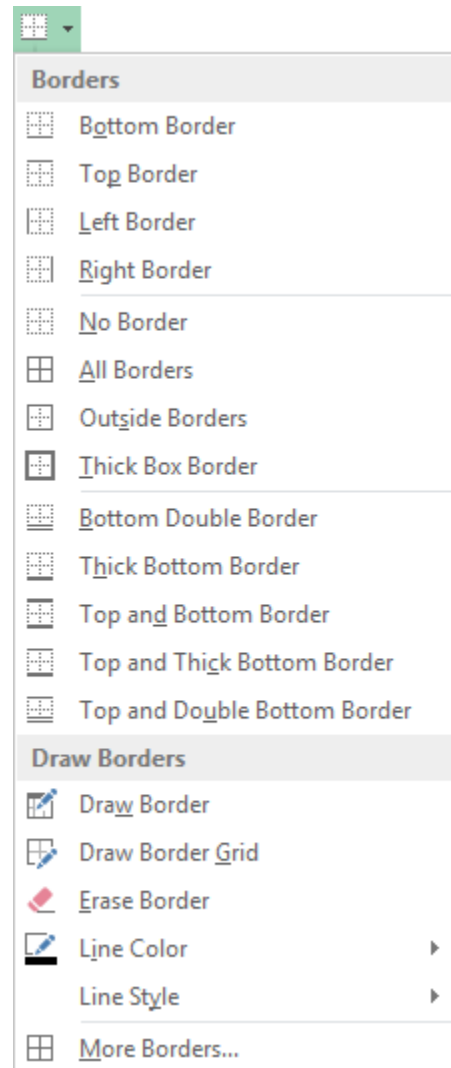 Borders
Bottom Border
Top Border
Left Border
Right Border
No Border
All Borders
Outside Borders
Thick Box Border
Bottom Double Border
Thick Bottom Border
Top and Bottom Border
Top and Thick Bottom Border
Top and Double Bottom Border
Draw Borders
Draw Border
Draw Border Grid
Erase Border
Line Color
Line Style
More Borders...